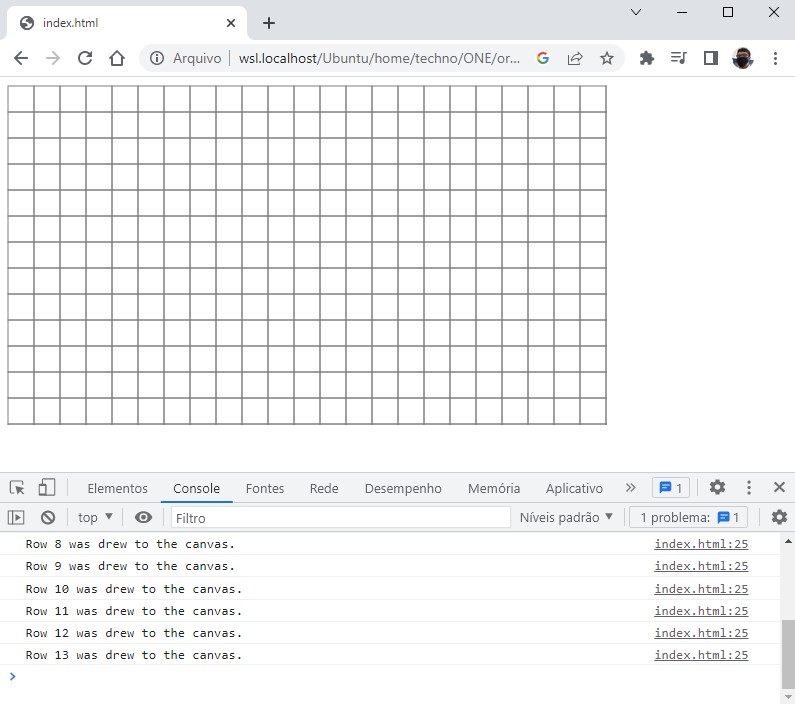 index.html
Arquivo wsl.localhost/Ubuntu/home/techno/ONE/or...
Elementos Console Fontes Rede Desempenho Memória Aplicativo 1
top Filtro Níveis padrão 1 problema: 1
Row 8 was drew to the canvas. index.html:25
Row 9 was drew to the canvas. index.html:25
Row 10 was drew to the canvas. index.html:25
Row 11 was drew to the canvas. index.html:25
Row 12 was drew to the canvas. index.html:25
Row 13 was drew to the canvas. index.html:25